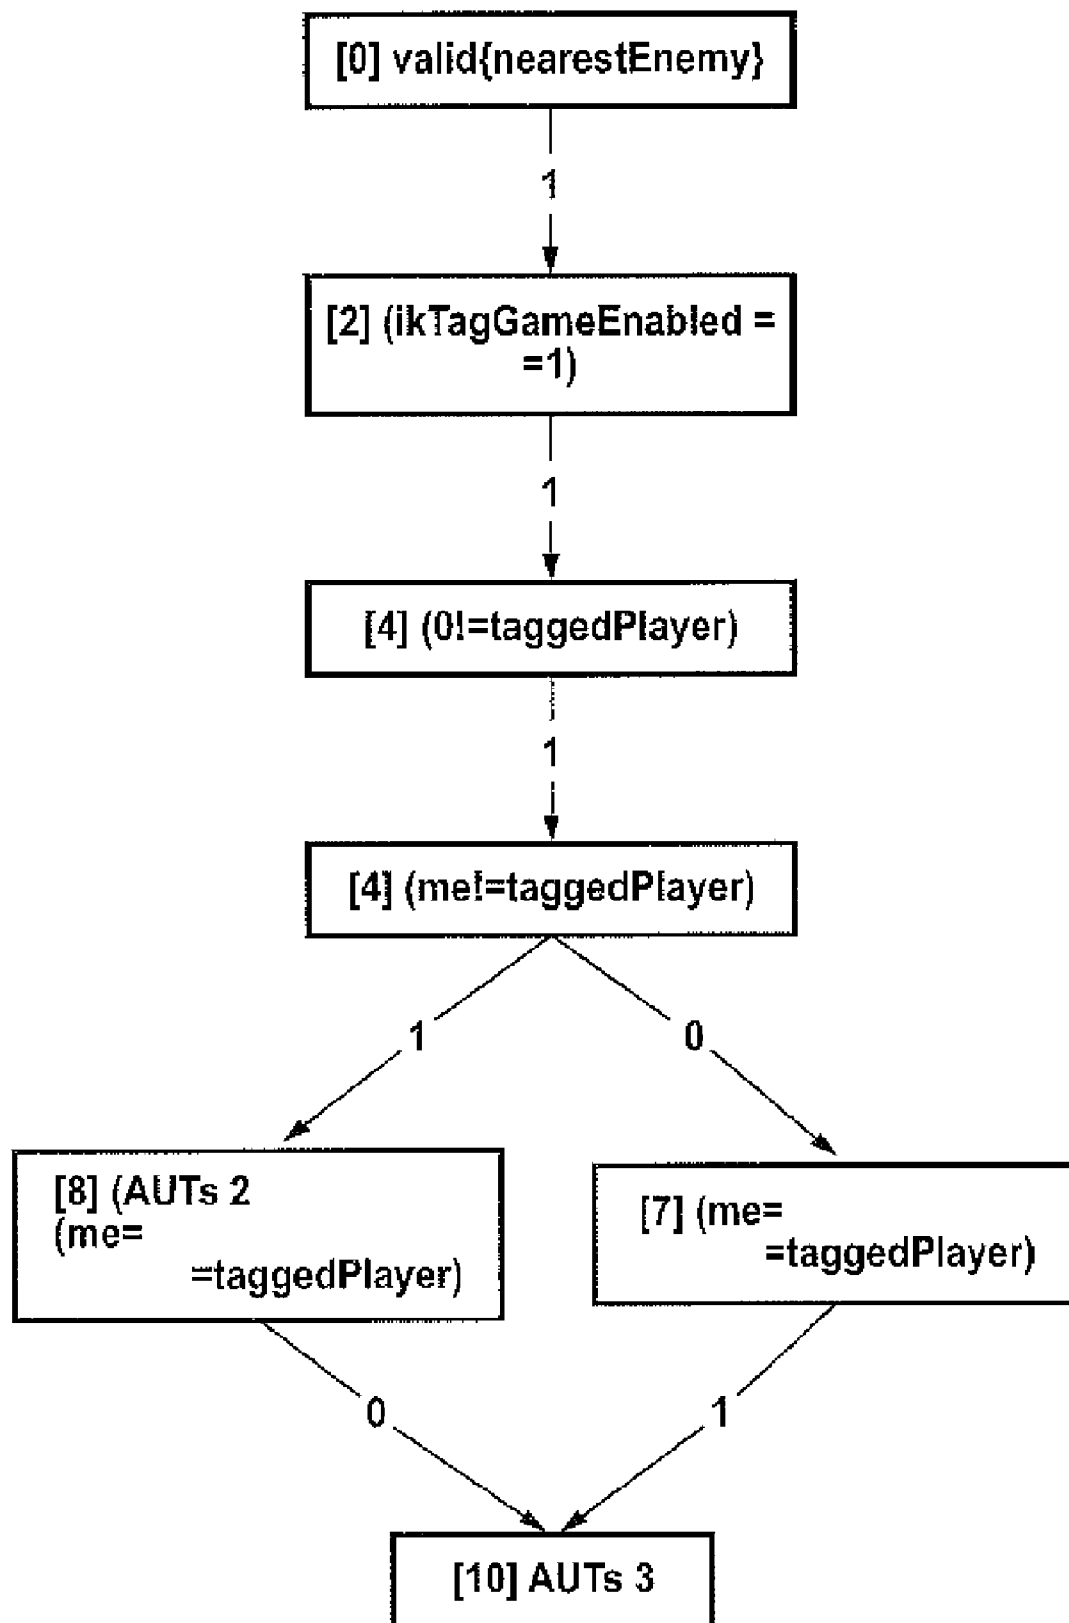 [0] valid{nearestEnemy}
1
[2] (ikTagGameEnabled =
=1)
1
[4] (0!=taggedPlayer)
1
[4] (me!=taggedPlayer)
1
0
[8] (AUTs 2
(me=
=taggedPlayer)
[7] (me=
=taggedPlayer)
0
1
[10] AUTs 3